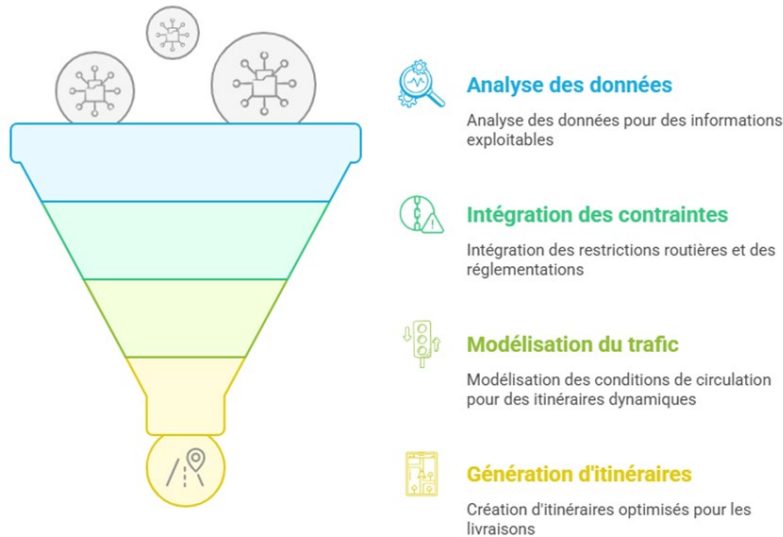 Analyse des données
Analyse des données pour des informations
exploitables
Intégration des contraintes
Intégration des restrictions routières et des
réglementations
Modélisation du trafic
Modélisation des conditions de circulation
pour des itinéraires dynamiques
Génération d'itinéraires
Création d'itinéraires optimisés pour les
livraisons